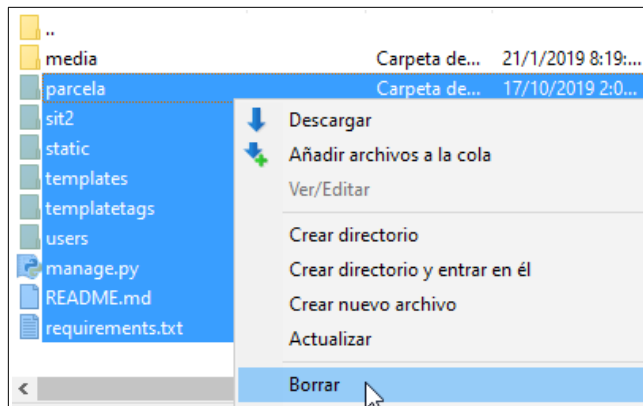 ..
media Carpeta de... 21/1/2019 8:19:...
parcela Carpeta de... 17/10/2019 2:0...
sit2
static
templates
templatetags
users
manage.py
README.md
requirements.txt
Descargar
Añadir archivos a la cola
Ver/Editar
Crear directorio
Crear directorio y entrar en él
Crear nuevo archivo
Actualizar
Borrar